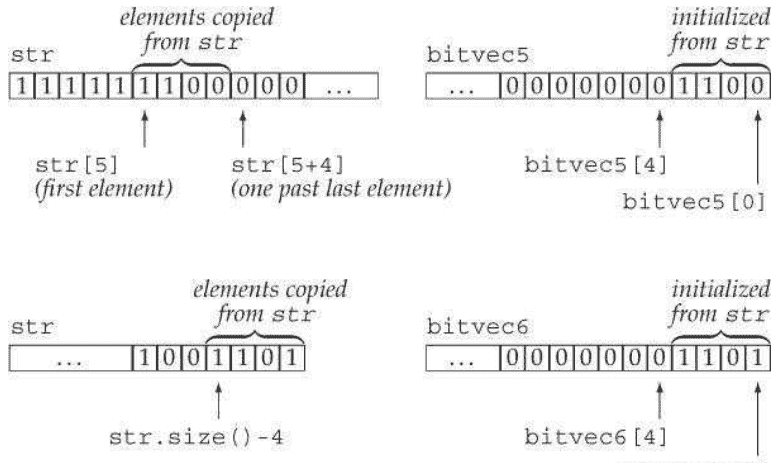 elements copied
from str
str
1 1 1 1 1 1 1 0 0 0 0 0 ...
str[5]
(first element)
str[5+4]
(one past last element)
initialized
from str
bitvec5
... 0 0 0 0 0 0 0 1 1 0 0
bitvec5[4]
bitvec5[0]
elements copied
from str
str
... 1 0 0 1 1 0 1
str.size()-4
initialized
from str
bitvec6
... 0 0 0 0 0 0 0 1 1 0 1
bitvec6[4]